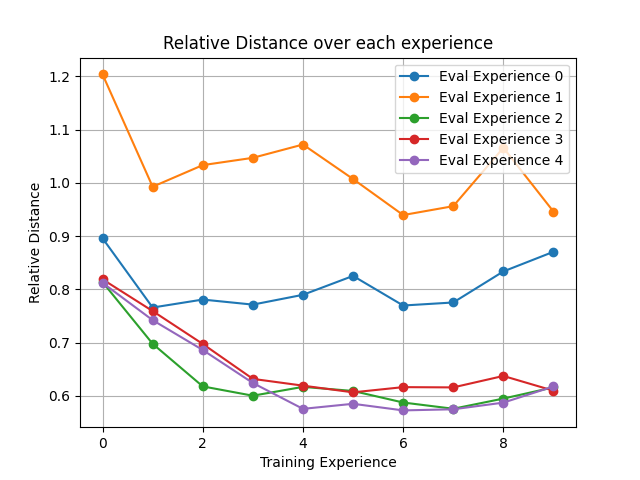 Relative Distance over each experience
Eval Experience 0
Eval Experience 1
Eval Experience 2
Eval Experience 3
Eval Experience 4
1.2
1.1
1.0
0.9
0.8
0.7
0.6
Relative Distance
0 2 4 6 8
Training Experience